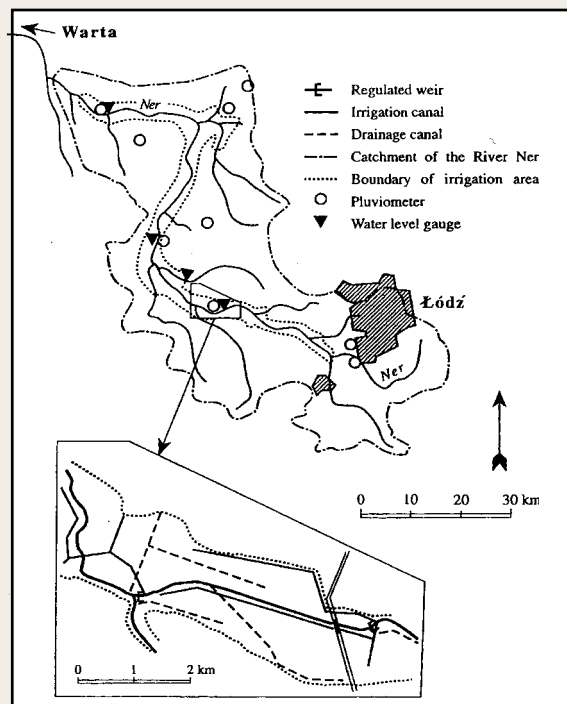 Warta
Ner
Regulated weir
Irrigation canal
Drainage canal
Catchment of the River Ner
Boundary of irrigation area
Pluviometer
Water level gauge
Łódź
Ner
0 10 20 30 km
0 1 2 km